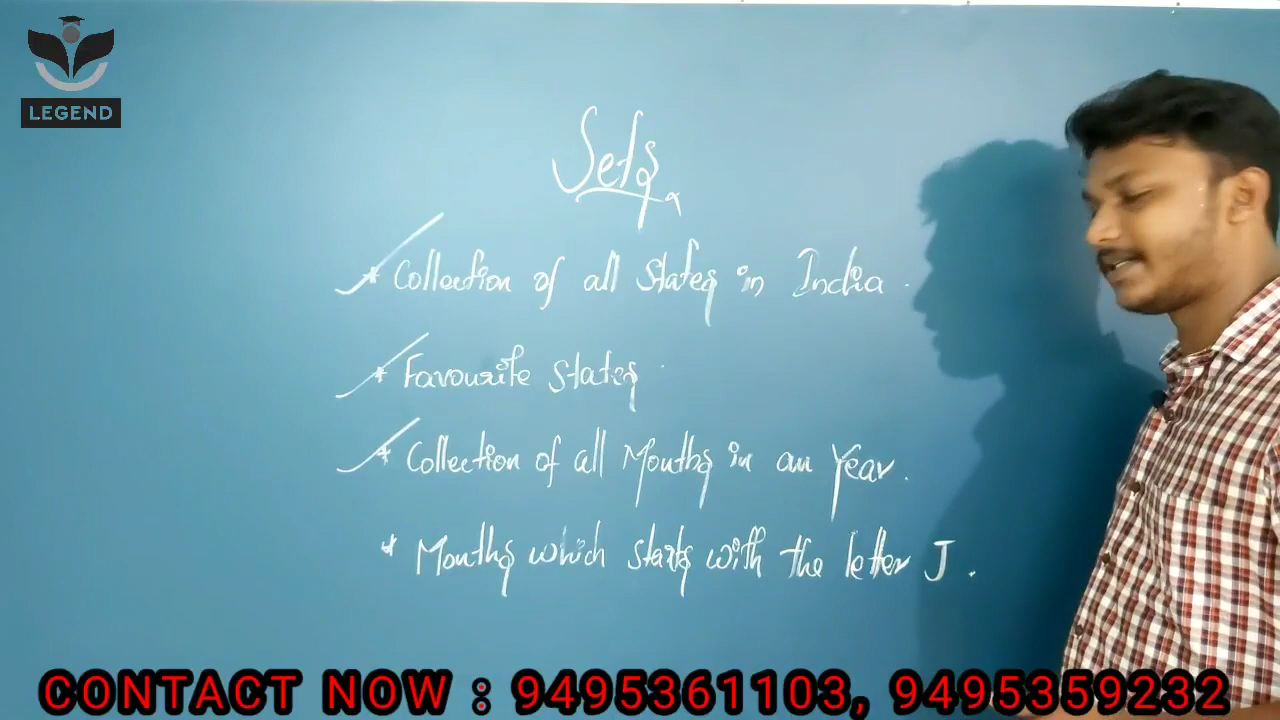 LEGEND
Sets
* Collection of all States in India.
* Favourite States
* Collection of all Months in an Year.
* Months which starts with the letter J.
CONTACT NOW : 9495361103, 9495359232